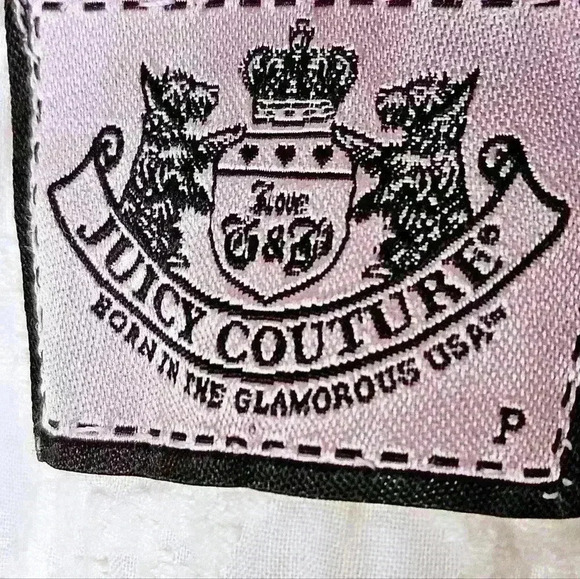 Love
G&P
JUICY COUTURE®
BORN IN THE GLAMOROUS USA™
P